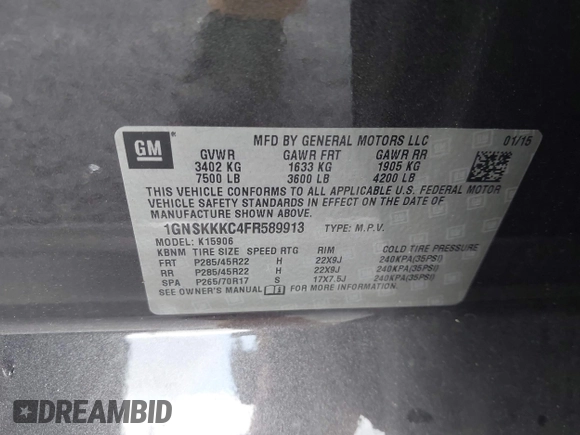 GM ®
MFD BY GENERAL MOTORS LLC 01/15
GVWR GAWR FRT GAWR RR
3402 KG 1633 KG 1905 KG
7500 LB 3600 LB 4200 LB
THIS VEHICLE CONFORMS TO ALL APPLICABLE U.S. FEDERAL MOTOR
VEHICLE SAFETY STANDARDS IN EFFECT ON THE DATE OF
MANUFACTURE SHOWN ABOVE.
1GNSKKKC4FR589913 TYPE: M.P.V.
MODEL: K15906
KBNM TIRE SIZE SPEED RTG RIM COLD TIRE PRESSURE
FRT P285/45R22 H 22X9J 240KPA(35PSI)
RR P285/45R22 H 22X9J 240KPA(35PSI)
SPA P265/70R17 S 17X7.5J 240KPA(35PSI)
SEE OWNER'S MANUAL FOR MORE INFORMATION.
DREAMBID